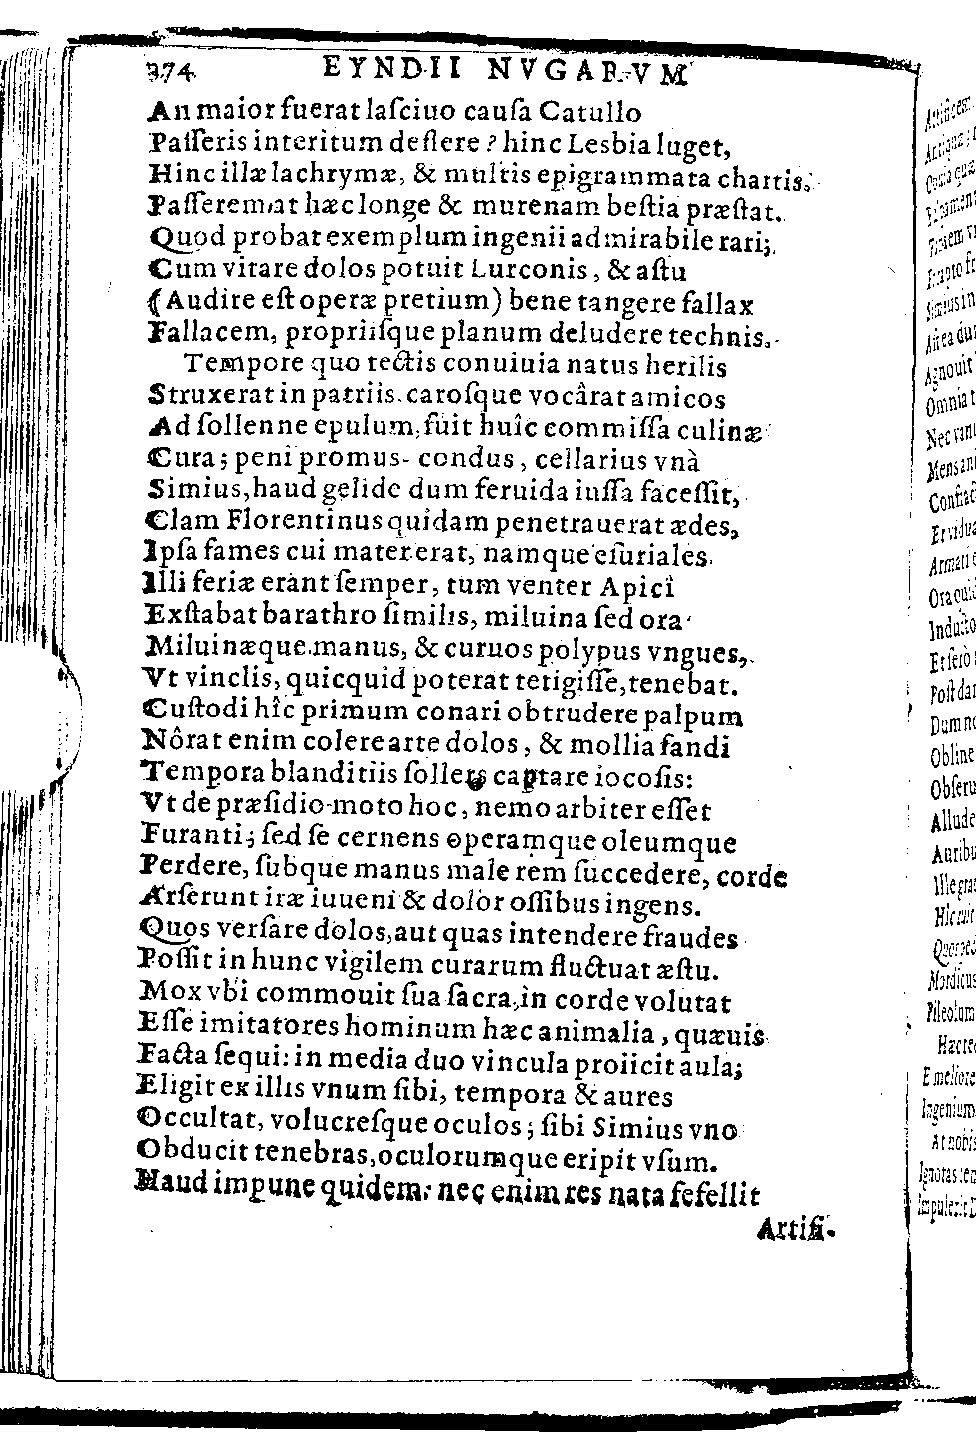 274 EYNDII NVGARVM
An maior fuerat laſciuo cauſa Catullo
Paſſeris interitum deflere? hinc Lesbia luget,
Hinc illæ lachrymæ, & multis epigrammata chartis,
Paſſerem at hæc longe & murenam beſtia præſtat.
Quod probat exemplum ingenii admirabile rari;
Cum vitare dolos potuit Lurconis, & aſtu
(Audire eſt operæ pretium) bene tangere fallax
Fallacem, propriiſque planum deludere technis.
Tempore quo tectis conuiuia natus herilis
Struxerat in patriis. caroſque vocârat amicos
Ad ſollenne epulum, fuit huîc commiſſa culinæ
Cura; peni promus-condus, cellarius vnà
Simius, haud gelide dum feruida iuſſa faceſſit,
Clam Florentinus quidam penetrauerat ædes,
Ipſa fames cui mater erat, namque eſuriales
Illi feriæ erant ſemper, tum venter Apici
Exſtabat barathro ſimilis, miluina ſed ora
Miluinæque manus, & curuos polypus vngues,
Vt vinclis, quicquid poterat tetigiſſe, tenebat.
Cuſtodi hîc primum conari obtrudere palpum
Nôrat enim colere arte dolos, & mollia fandi
Tempora blanditiis ſollers captare iocoſis:
Vt de præſidio moto hoc, nemo arbiter eſſet
Furanti; ſed ſe cernens operamque oleumque
Perdere, ſubque manus male rem ſuccedere, corde
Arſerunt iræ iuueni & dolor oſſibus ingens.
Quos verſare dolos, aut quas intendere fraudes
Poſſit in hunc vigilem curarum fluctuat æſtu.
Mox vbi commouit ſua ſacra, in corde volutat
Eſſe imitatores hominum hæc animalia, quæuis
Facta ſequi: in media duo vincula proiicit aula;
Eligit ex illis vnum ſibi, tempora & aures
Occultat, volucreſque oculos; ſibi Simius vno
Obducit tenebras, oculorumque eripit vſum.
Haud impune quidem: nec enim res nata fefellit
Artifi-